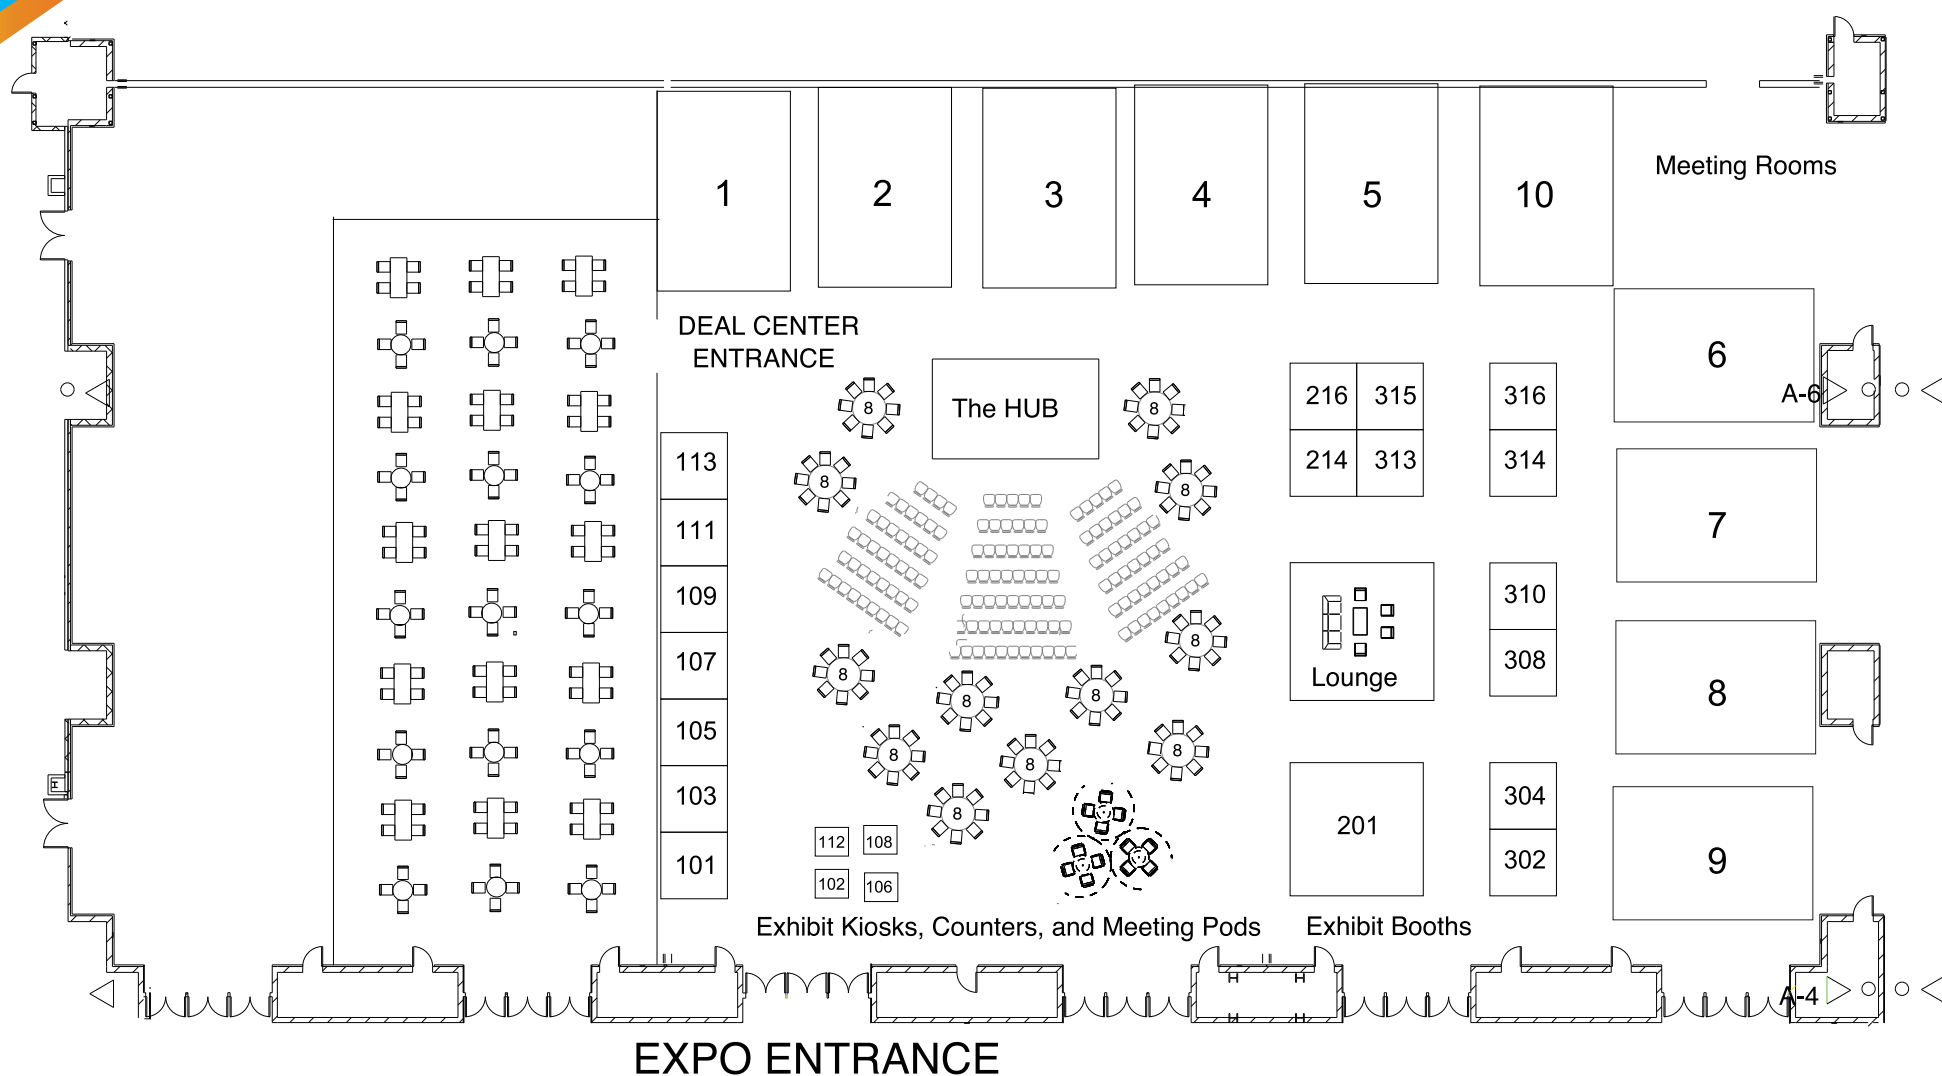 1 2 3 4 5 10
Meeting Rooms
DEAL CENTER
ENTRANCE
6
A-6
The HUB
8
8
216 315 316
113
8
8
214 313 314
111
7
109
310
107
8
8
308
Lounge
8
8
8
105
8
8
8
103
8
304
112 108
201
101
302
9
102 106
Exhibit Kiosks, Counters, and Meeting Pods
Exhibit Booths
A-4
EXPO ENTRANCE